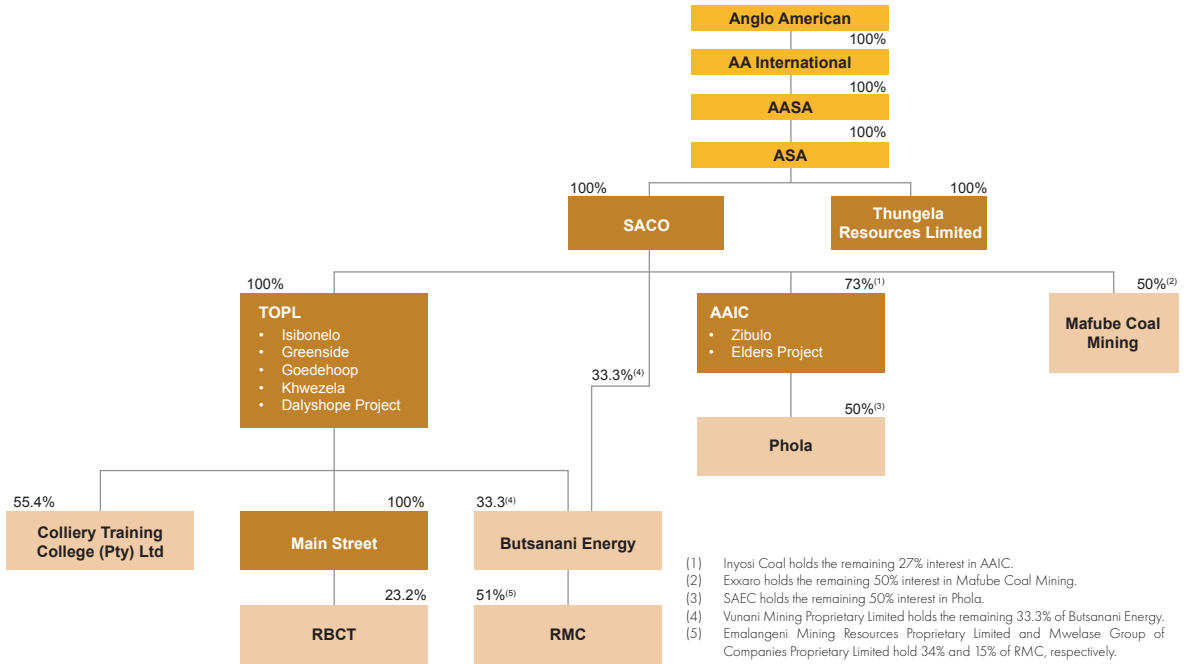 Anglo American
100%
AA International
100%
AASA
100%
ASA
100%
100%
SACO
Thungela
Resources Limited
100%
TOPL
• Isibonelo
• Greenside
• Goedehoop
• Khwezela
• Dalyshope Project
33.3%(4)
73%(1)
AAIC
• Zibulo
• Elders Project
50%(2)
Mafube Coal
Mining
50%(3)
Phola
55.4%
Colliery Training
College (Pty) Ltd
100%
Main Street
33.3(4)
Butsanani Energy
23.2%
RBCT
51%(5)
RMC
(1) Inyosi Coal holds the remaining 27% interest in AAIC.
(2) Exxaro holds the remaining 50% interest in Mafube Coal Mining.
(3) SAEC holds the remaining 50% interest in Phola.
(4) Vunani Mining Proprietary Limited holds the remaining 33.3% of Butsanani Energy.
(5) Emalangeni Mining Resources Proprietary Limited and Mwelase Group of
Companies Proprietary Limited hold 34% and 15% of RMC, respectively.